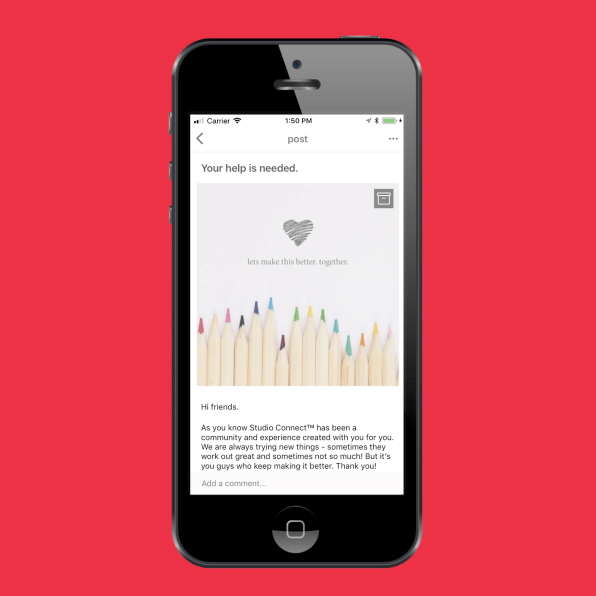 Carrier
1:50 PM
post
Your help is needed.
lets make this better. together.
Hi friends.
As you know Studio Connect™ has been a
community and experience created with you for you.
We are always trying new things - sometimes they
work out great and sometimes not so much! But it's
you guys who keep making it better. Thank you!
Add a comment...